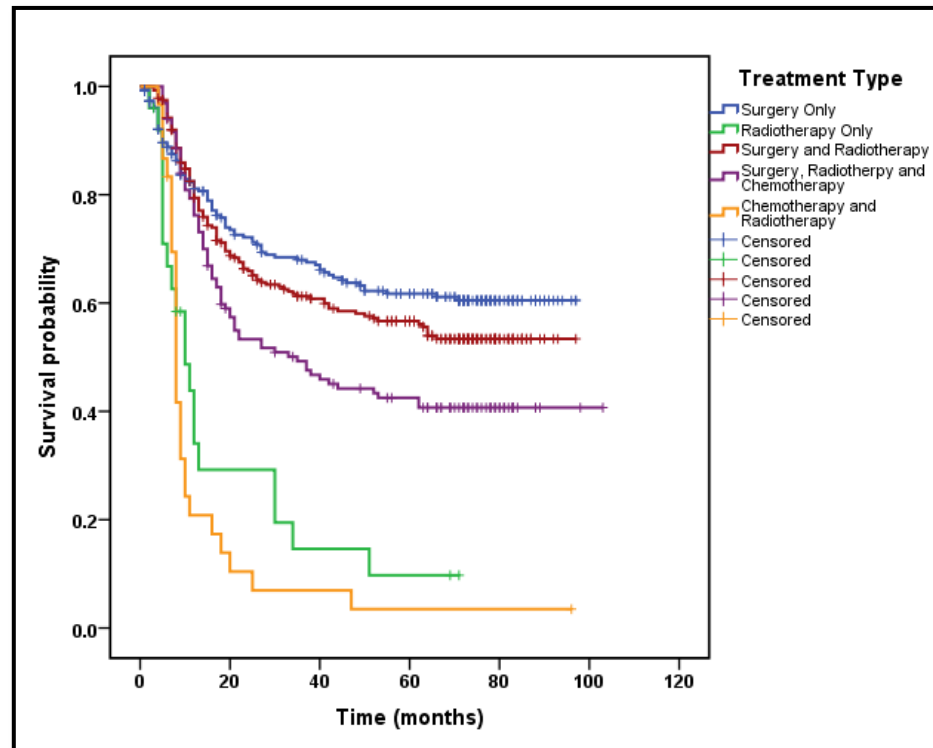 Treatment Type
Surgery Only
Radiotherapy Only
Surgery and Radiotherapy
Surgery, Radiotherpy and
Chemotherapy
Chemotherapy and
Radiotherapy
Censored
Censored
Censored
Censored
Censored
Survival probability
1.0
0.8
0.6
0.4
0.2
0.0
0 20 40 60 80 100 120
Time (months)